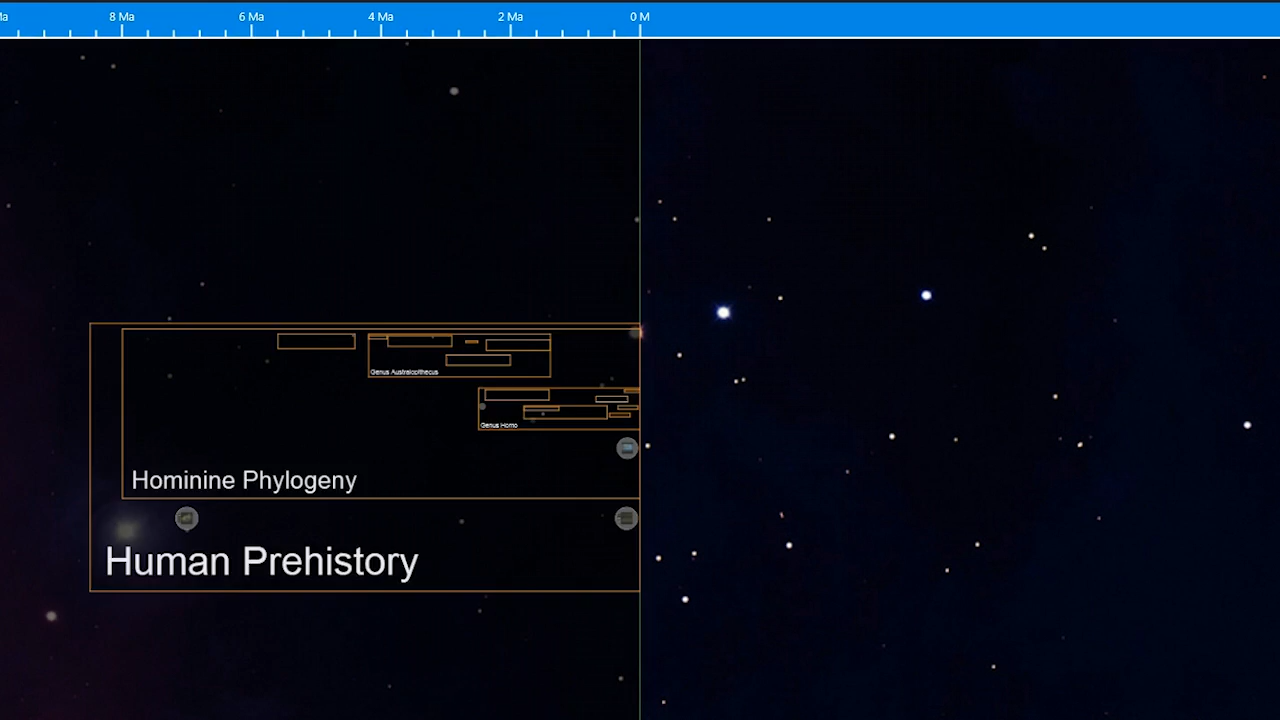 8 Ma 6 Ma 4 Ma 2 Ma 0 M
Genus Australopithecus
Genus Homo
Hominine Phylogeny
Human Prehistory